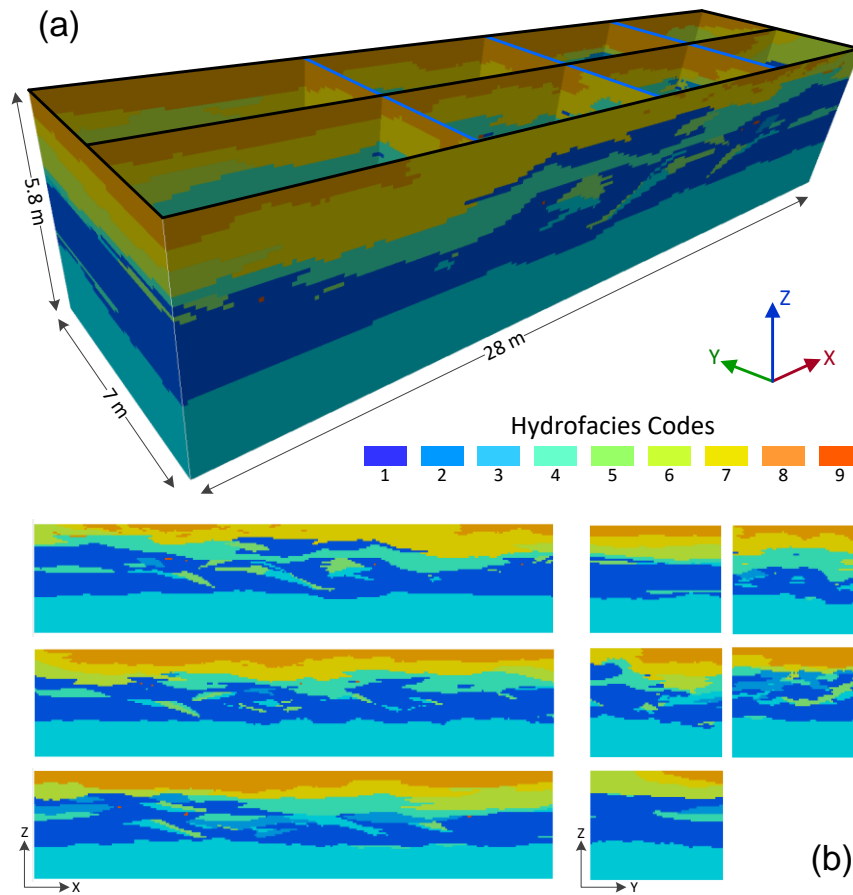 (a)
5.8 m
7 m
28 m
Z
Y
X
Hydrofacies Codes
1 2 3 4 5 6 7 8 9
Z
X
Z
Y
(b)